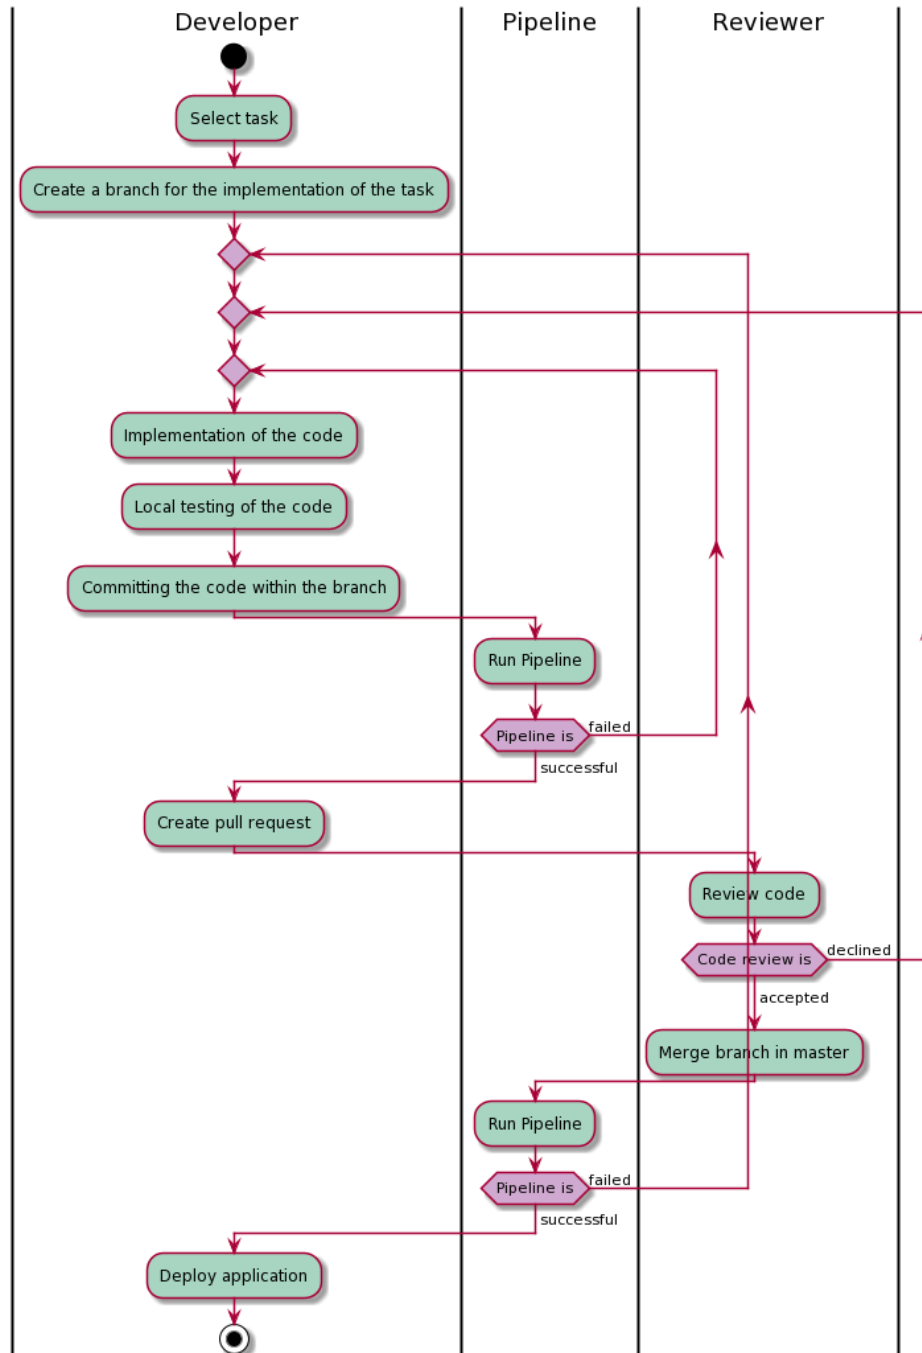 Developer
Pipeline
Reviewer
Select task
Create a branch for the implementation of the task
Implementation of the code
Local testing of the code
Committing the code within the branch
Run Pipeline
Pipeline is
failed
successful
Create pull request
Review code
Code review is
declined
accepted
Merge branch in master
Run Pipeline
Pipeline is
failed
successful
Deploy application